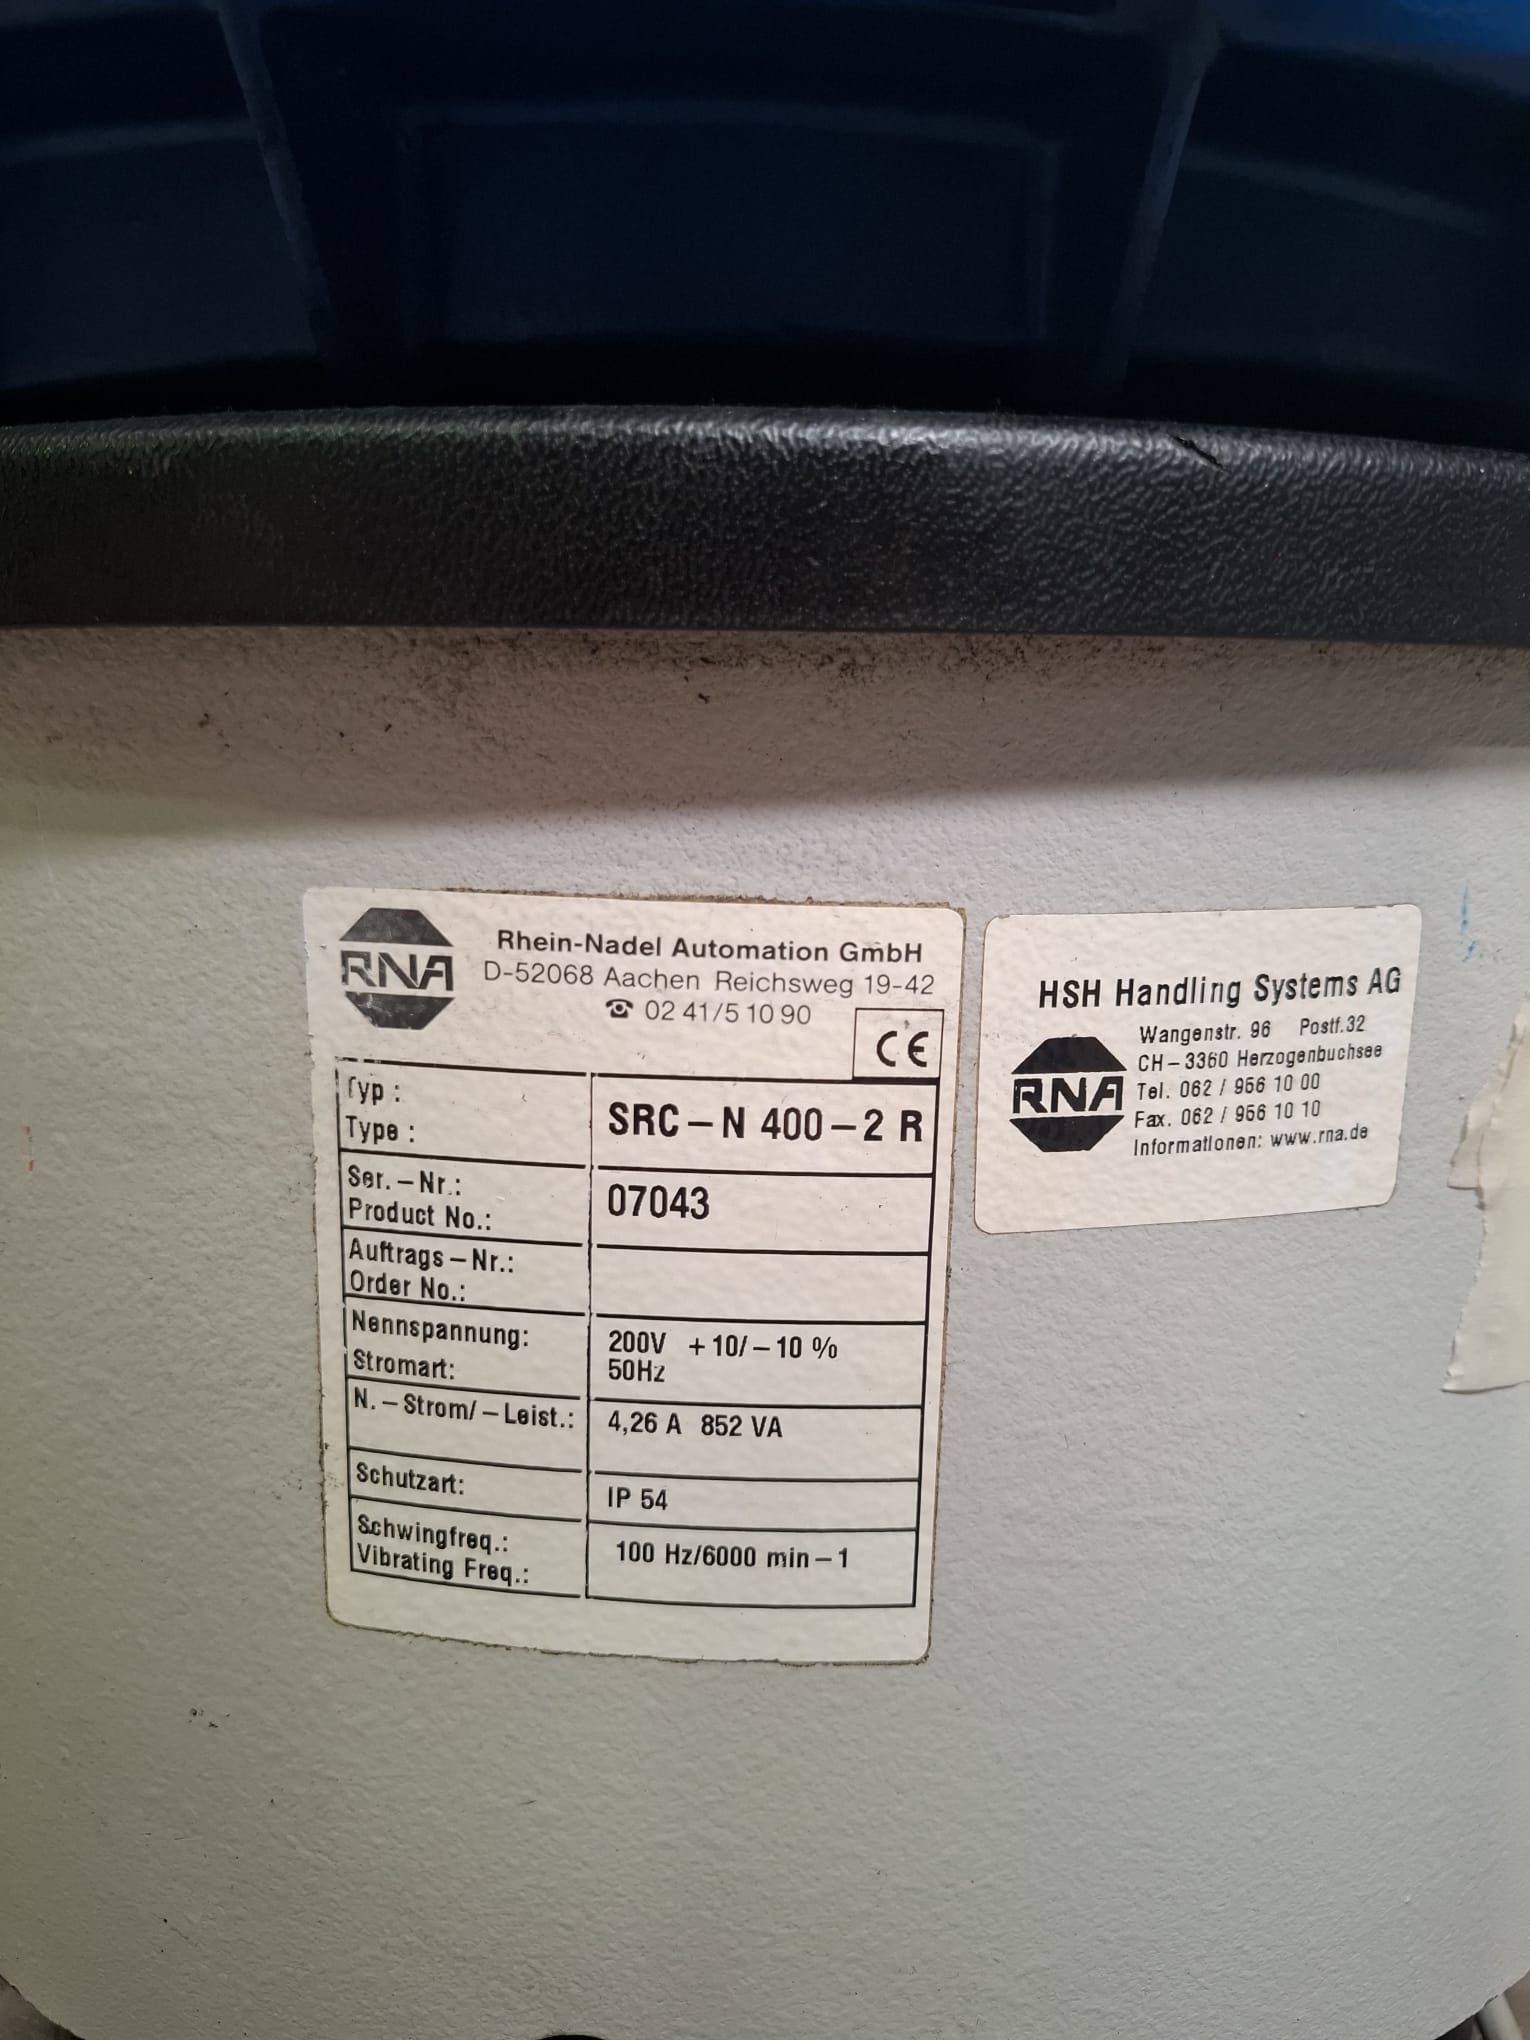 RNA
Rhein-Nadel Automation GmbH
D-52068 Aachen Reichsweg 19-42
☎ 02 41/5 10 90
CE
Typ :
Type :
SRC – N 400 – 2 R
Ser. – Nr.:
Product No.:
07043
Auftrags – Nr.:
Order No.:
Nennspannung:
200V +10/ – 10 %
Stromart:
50Hz
N. – Strom/ – Leist.:
4,26 A 852 VA
Schutzart:
IP 54
Schwingfreq.:
Vibrating Freq.:
100 Hz/6000 min – 1
HSH Handling Systems AG
RNA
Wangenstr. 96 Postf.32
CH – 3360 Herzogenbuchsee
Tel. 062 / 956 10 00
Fax. 062 / 956 10 10
Informationen: www.rna.de